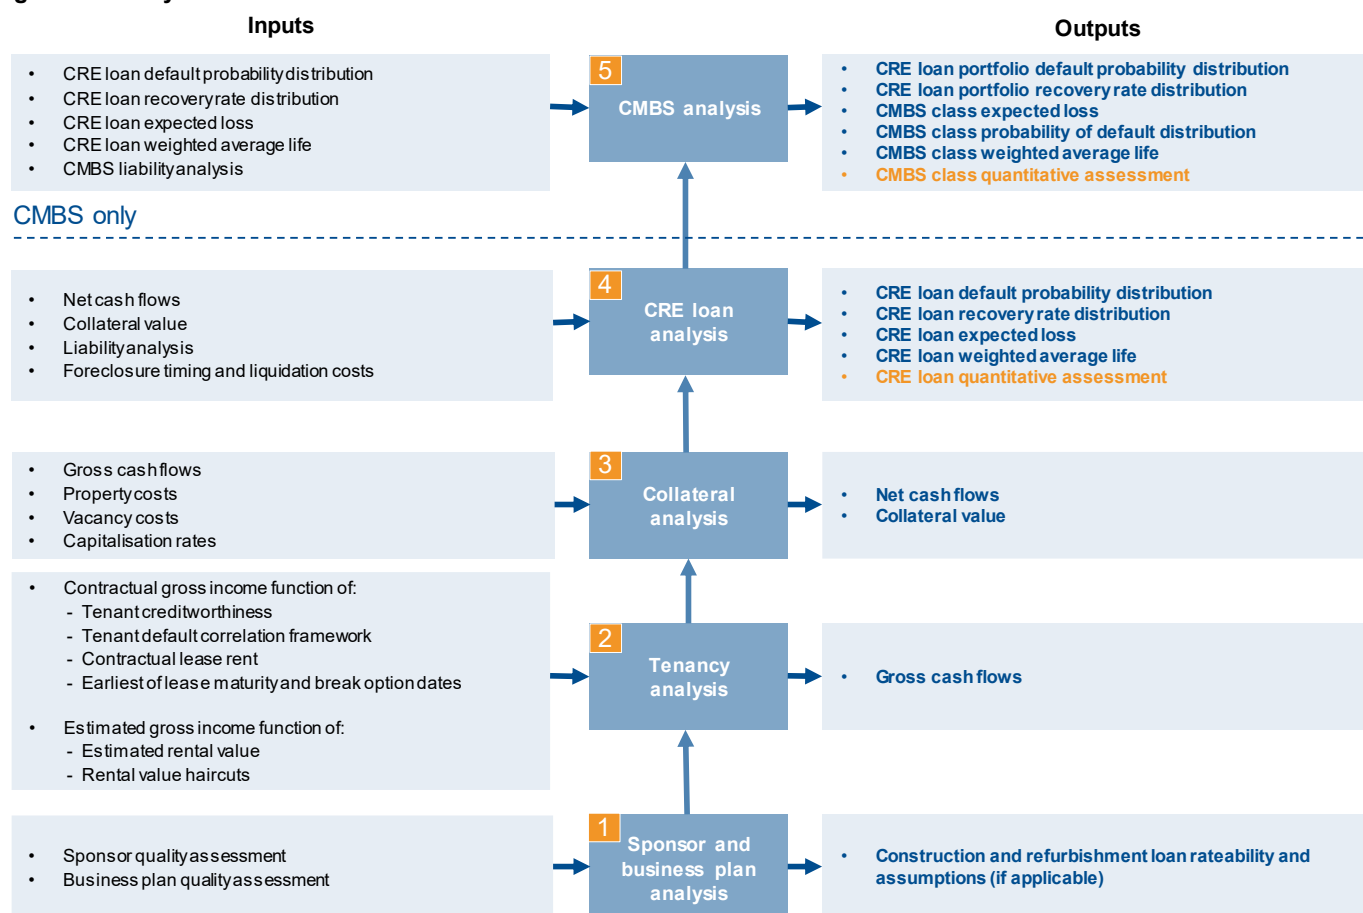 Inputs
Outputs
• CRE loan default probability distribution
• CRE loan recovery rate distribution
• CRE loan expected loss
• CRE loan weighted average life
• CMBS liability analysis
5
CMBS analysis
• CRE loan portfolio default probability distribution
• CRE loan portfolio recovery rate distribution
• CMBS class expected loss
• CMBS class probability of default distribution
• CMBS class weighted average life
• CMBS class quantitative assessment
CMBS only
• Net cash flows
• Collateral value
• Liability analysis
• Foreclosure timing and liquidation costs
4
CRE loan
analysis
• CRE loan default probability distribution
• CRE loan recovery rate distribution
• CRE loan expected loss
• CRE loan weighted average life
• CRE loan quantitative assessment
• Gross cash flows
• Property costs
• Vacancy costs
• Capitalisation rates
3
Collateral
analysis
• Net cash flows
• Collateral value
• Contractual gross income function of:
- Tenant creditworthiness
- Tenant default correlation framework
- Contractual lease rent
- Earliest of lease maturity and break option dates
• Estimated gross income function of:
- Estimated rental value
- Rental value haircuts
2
Tenancy
analysis
• Gross cash flows
• Sponsor quality assessment
• Business plan quality assessment
1
Sponsor and
business plan
analysis
• Construction and refurbishment loan rateability and
assumptions (if applicable)